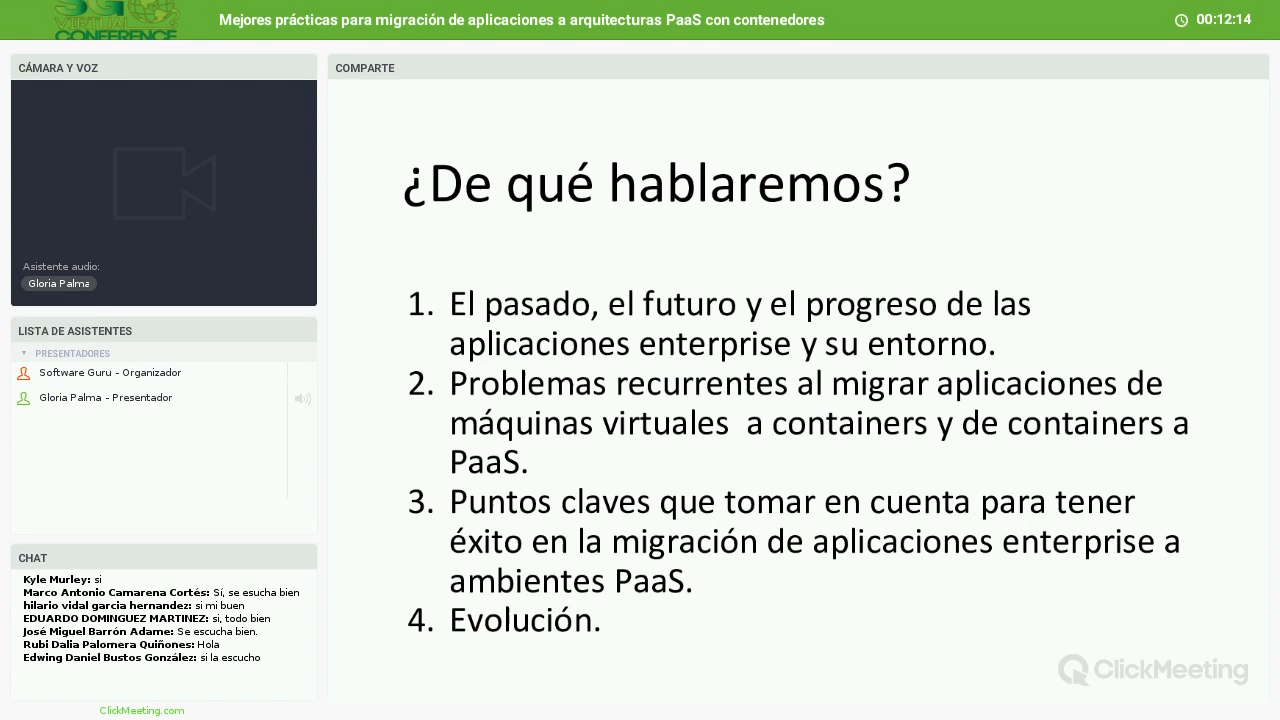 SG
VIRTUAL
CONFERENCE
Mejores prácticas para migración de aplicaciones a arquitecturas PaaS con contenedores
00:12:14
CÁMARA Y VOZ
Asistente audio:
Gloria Palma
LISTA DE ASISTENTES
PRESENTADORES
Software Guru - Organizador
Gloria Palma - Presentador
CHAT
Kyle Murley: si
Marco Antonio Camarena Cortés: Sí, se esucha bien
hilario vidal garcia hernandez: si mi buen
EDUARDO DOMINGUEZ MARTINEZ: si, todo bien
José Miguel Barrón Adame: Se escucha bien.
Rubi Dalia Palomera Quiñones: Hola
Edwing Daniel Bustos González: si la escucho
ClickMeeting.com
COMPARTE
¿De qué hablaremos?
1. El pasado, el futuro y el progreso de las
aplicaciones enterprise y su entorno.
2. Problemas recurrentes al migrar aplicaciones de
máquinas virtuales  a containers y de containers a
PaaS.
3. Puntos claves que tomar en cuenta para tener
éxito en la migración de aplicaciones enterprise a
ambientes PaaS.
4. Evolución.
ClickMeeting